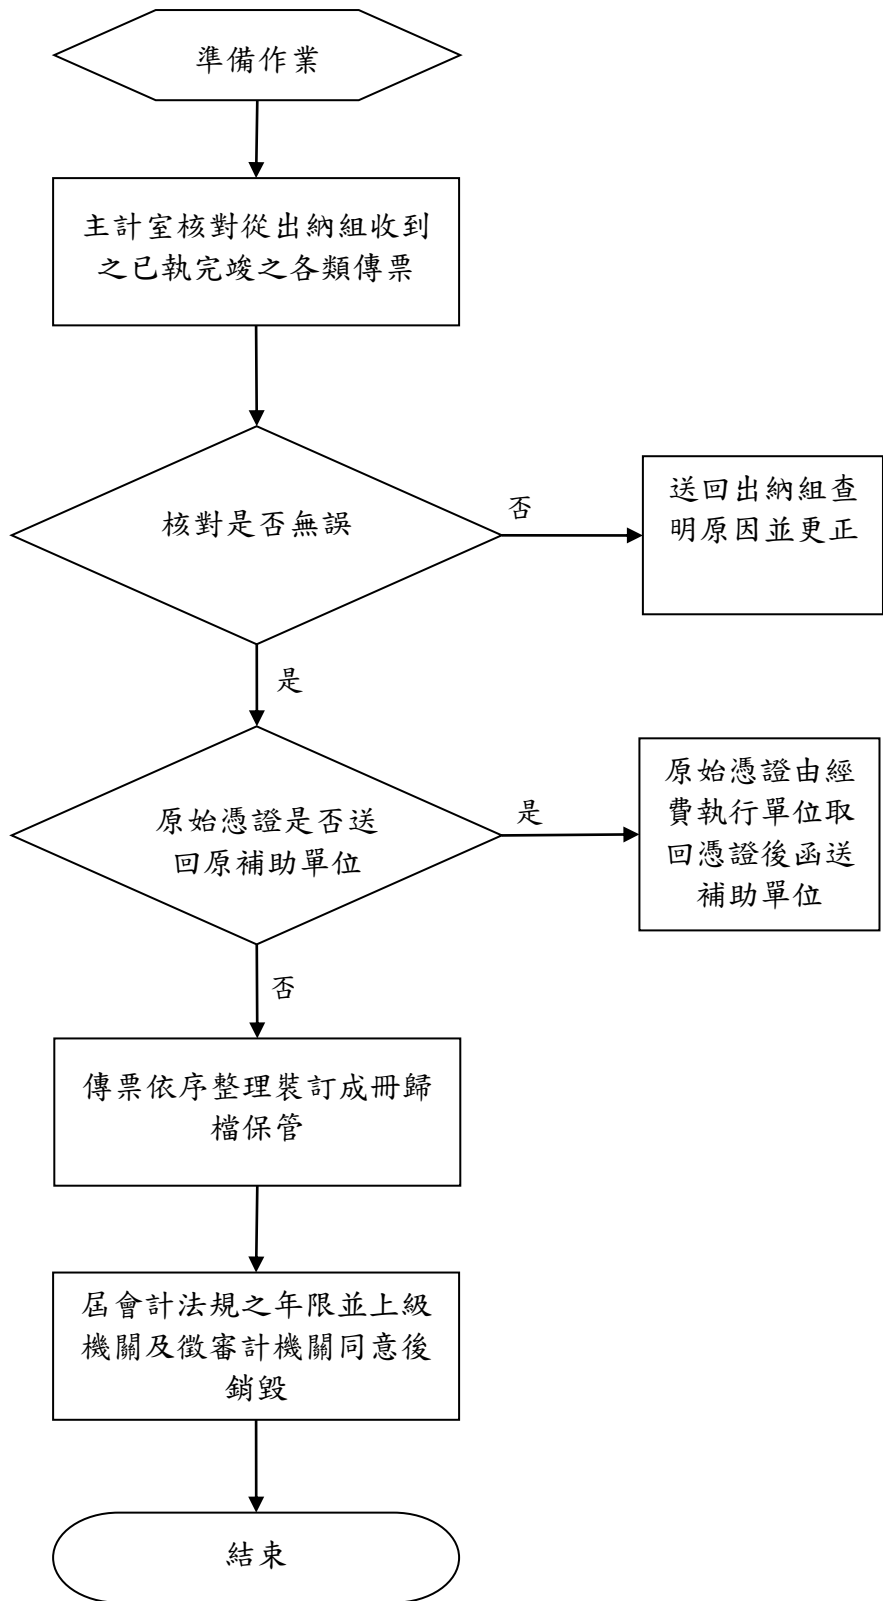 準備作業
主計室核對從出納組收到
之已執完竣之各類傳票
核對是否無誤
否
送回出納組查
明原因並更正
是
原始憑證是否送
回原補助單位
是
原始憑證由經
費執行單位取
回憑證後函送
補助單位
否
傳票依序整理裝訂成冊歸
檔保管
屆會計法規之年限並上級
機關及徵審計機關同意後
銷毀
結束